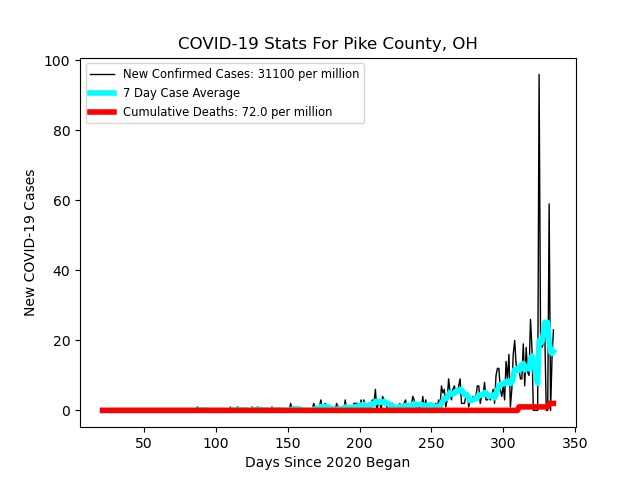 COVID-19 Stats For Pike County, OH
New Confirmed Cases: 31100 per million
7 Day Case Average
Cumulative Deaths: 72.0 per million
New COVID-19 Cases
100
80
60
40
20
0
50
100
150
200
250
300
350
Days Since 2020 Began